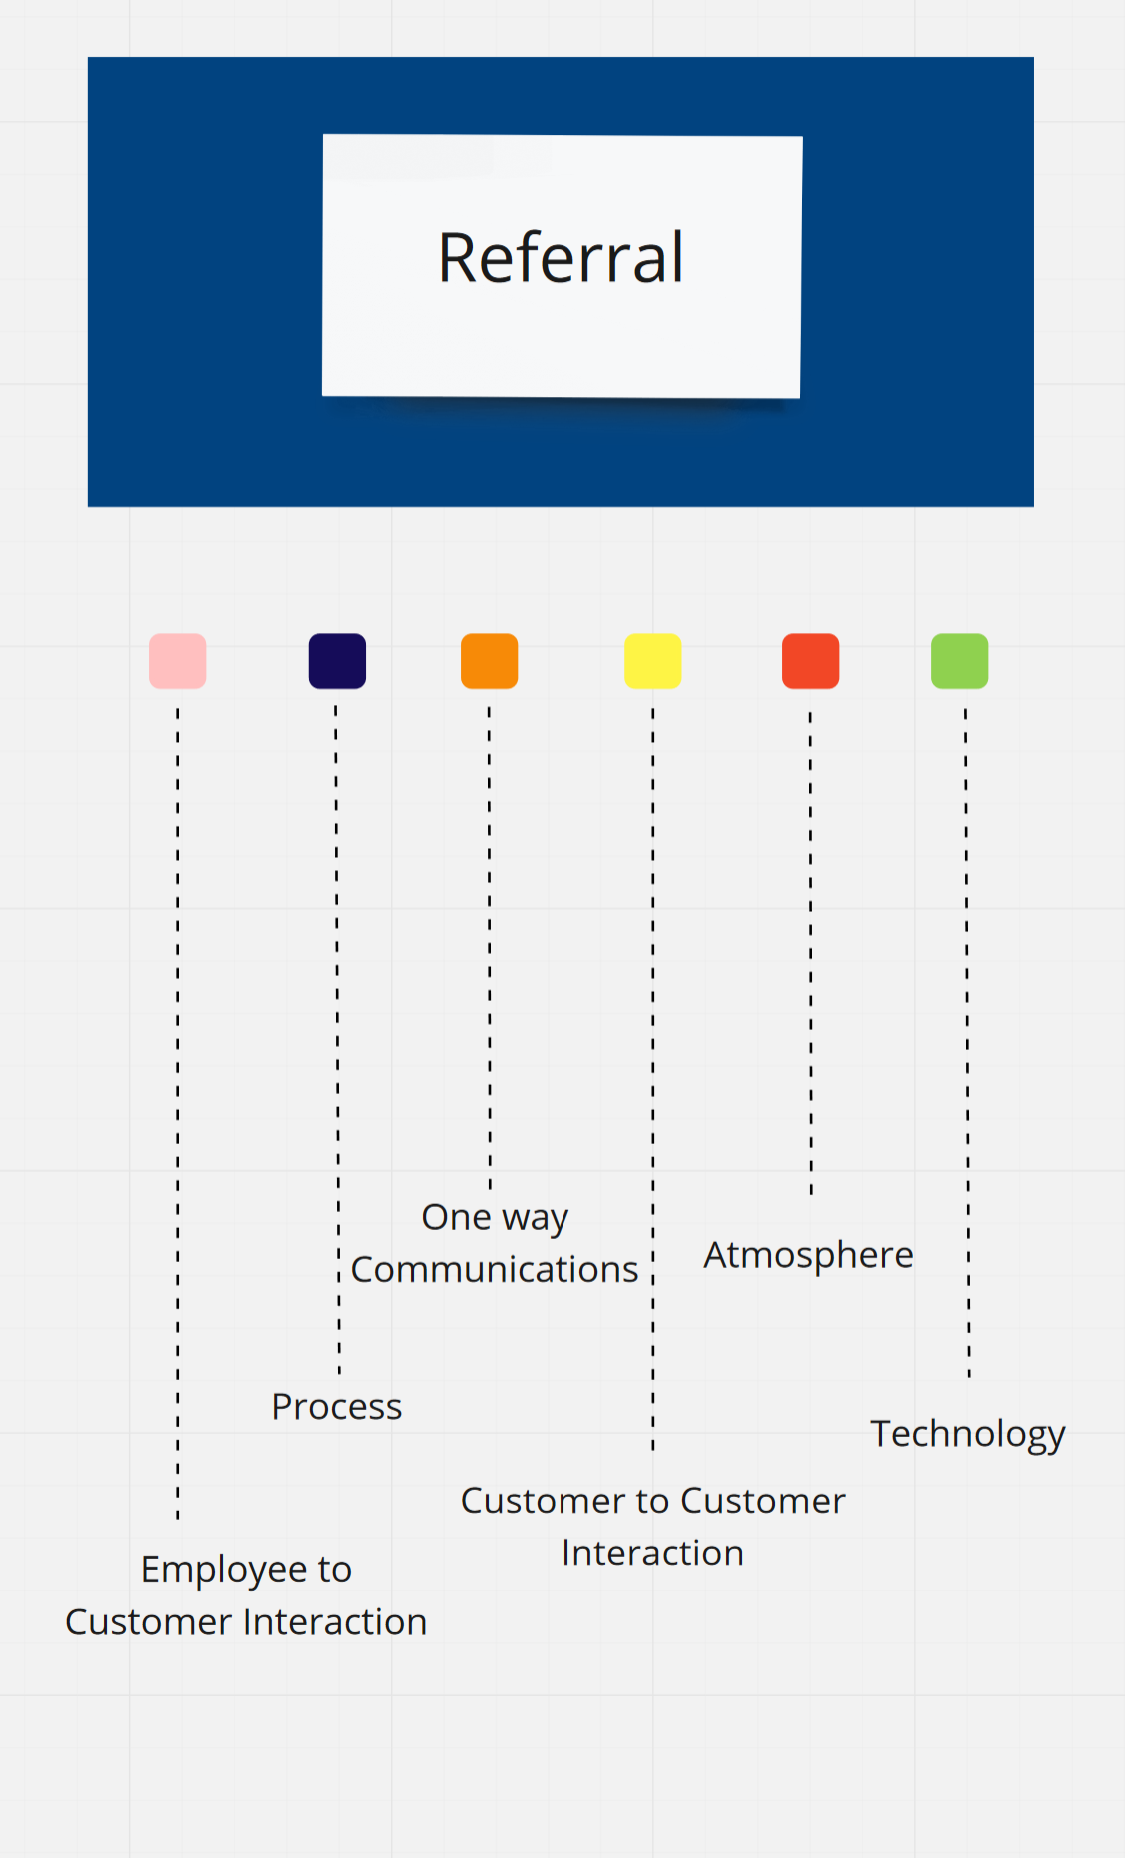 Referral
One way
Communications
Atmosphere
Process
Technology
Customer to Customer
Interaction
Employee to
Customer Interaction